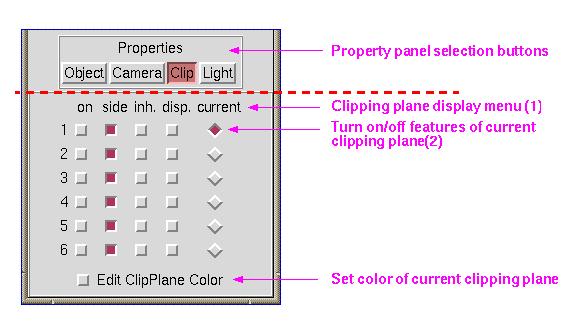 Properties
Object Camera Clip Light
Property panel selection buttons
on side inh. disp. current
Clipping plane display menu (1)
1
Turn on/off features of current
clipping plane(2)
2
3
4
5
6
Edit ClipPlane Color
Set color of current clipping plane